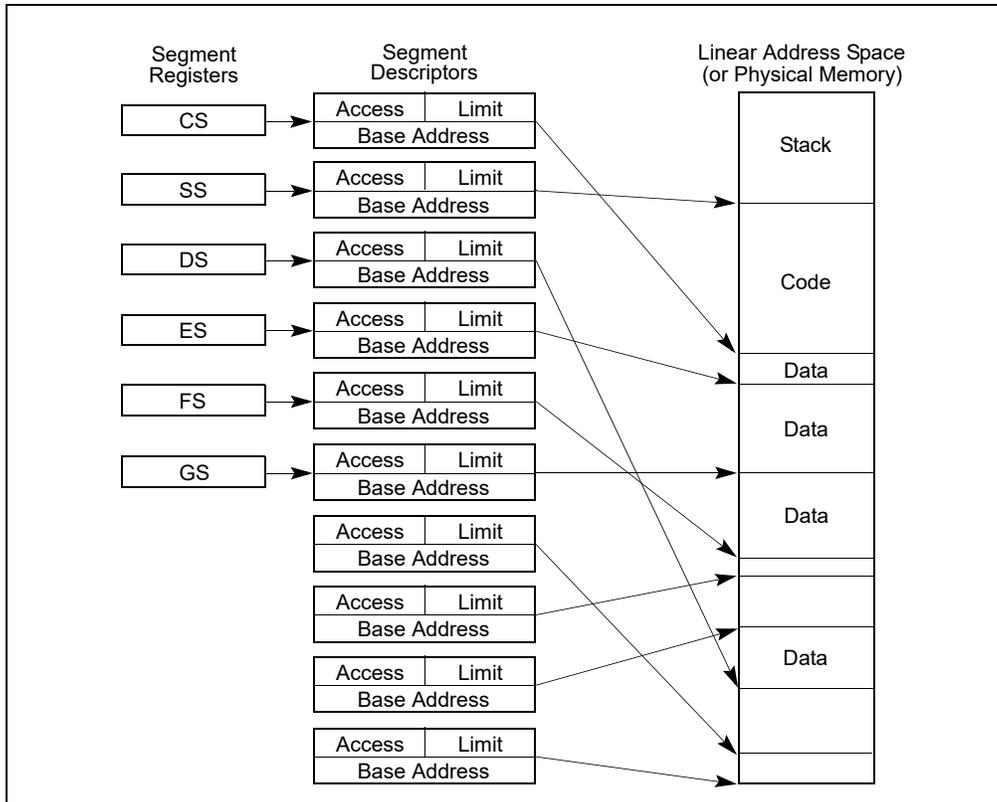 Segment
Registers
Segment
Descriptors
Linear Address Space
(or Physical Memory)
CS
Access Limit
Base Address
Stack
SS
Access Limit
Base Address
DS
Access Limit
Base Address
Code
ES
Access Limit
Base Address
Data
FS
Access Limit
Base Address
Data
GS
Access Limit
Base Address
Data
Access Limit
Base Address
Access Limit
Base Address
Access Limit
Base Address
Data
Access Limit
Base Address